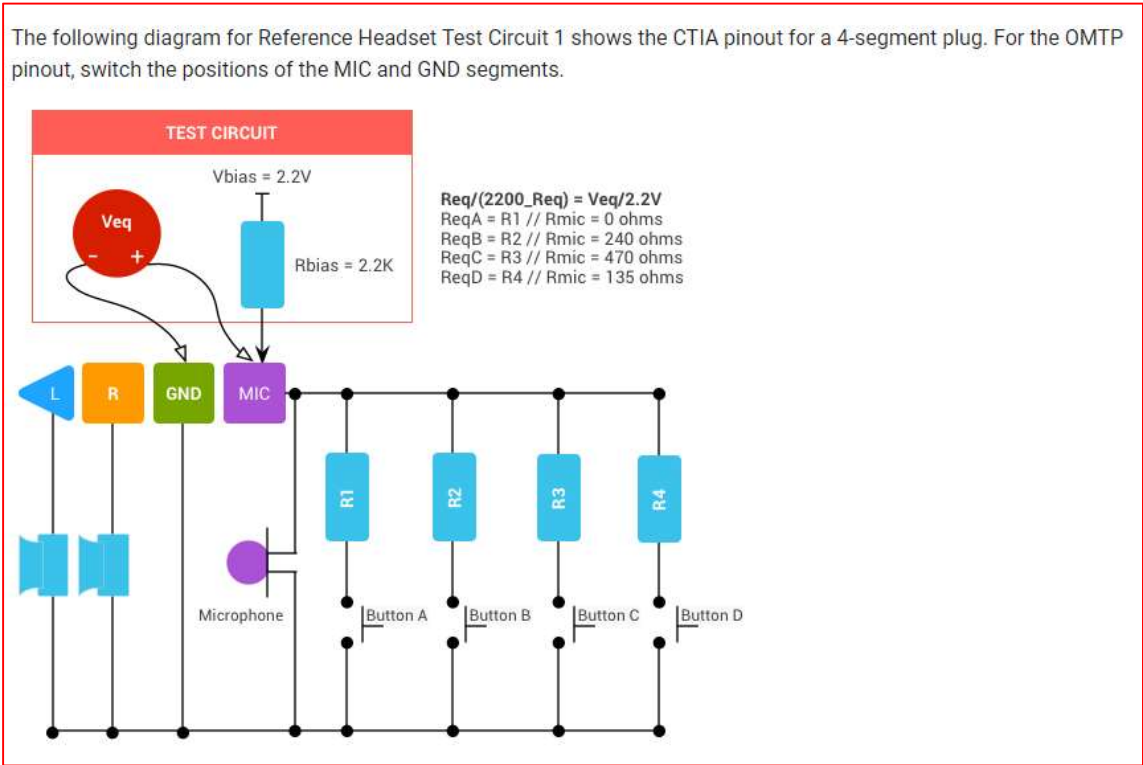 The following diagram for Reference Headset Test Circuit 1 shows the CTIA pinout for a 4-segment plug. For the OMTP
pinout, switch the positions of the MIC and GND segments.
TEST CIRCUIT
Vbias = 2.2V
Veq
- +
Rbias = 2.2K
Req/(2200_Req) = Veq/2.2V
ReqA = R1 // Rmic = 0 ohms
ReqB = R2 // Rmic = 240 ohms
ReqC = R3 // Rmic = 470 ohms
ReqD = R4 // Rmic = 135 ohms
L R GND MIC
R1 R2 R3 R4
Microphone Button A Button B Button C Button D